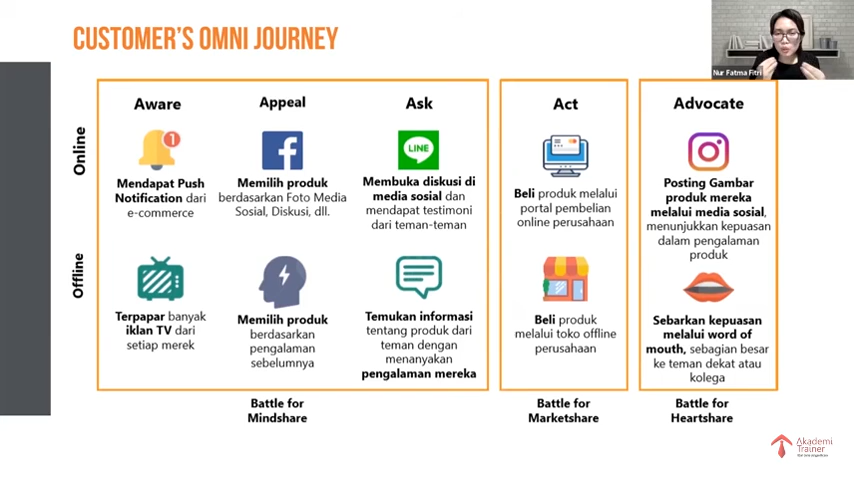 CUSTOMER'S OMNI JOURNEY
Nur Fatma Fitri
Online
Offline
Aware
1
Mendapat Push
Notification dari
e-commerce
Terpapar banyak
iklan TV dari
setiap merek
Appeal
Memilih produk
berdasarkan Foto Media
Sosial, Diskusi, dll.
Memilih produk
berdasarkan
pengalaman
sebelumnya
Ask
LINE
Membuka diskusi di
media sosial dan
mendapat testimoni
dari teman-teman
Temukan informasi
tentang produk dari
teman dengan
menanyakan
pengalaman mereka
Battle for
Mindshare
Act
Beli produk melalui
portal pembelian
online perusahaan
Beli produk
melalui toko offline
perusahaan
Battle for
Marketshare
Advocate
Posting Gambar
produk mereka
melalui media sosial,
menunjukkan kepuasan
dalam pengalaman
produk
Sebarkan kepuasan
melalui word of
mouth, sebagian besar
ke teman dekat atau
kolega
Battle for
Heartshare
Akademi
Trainer